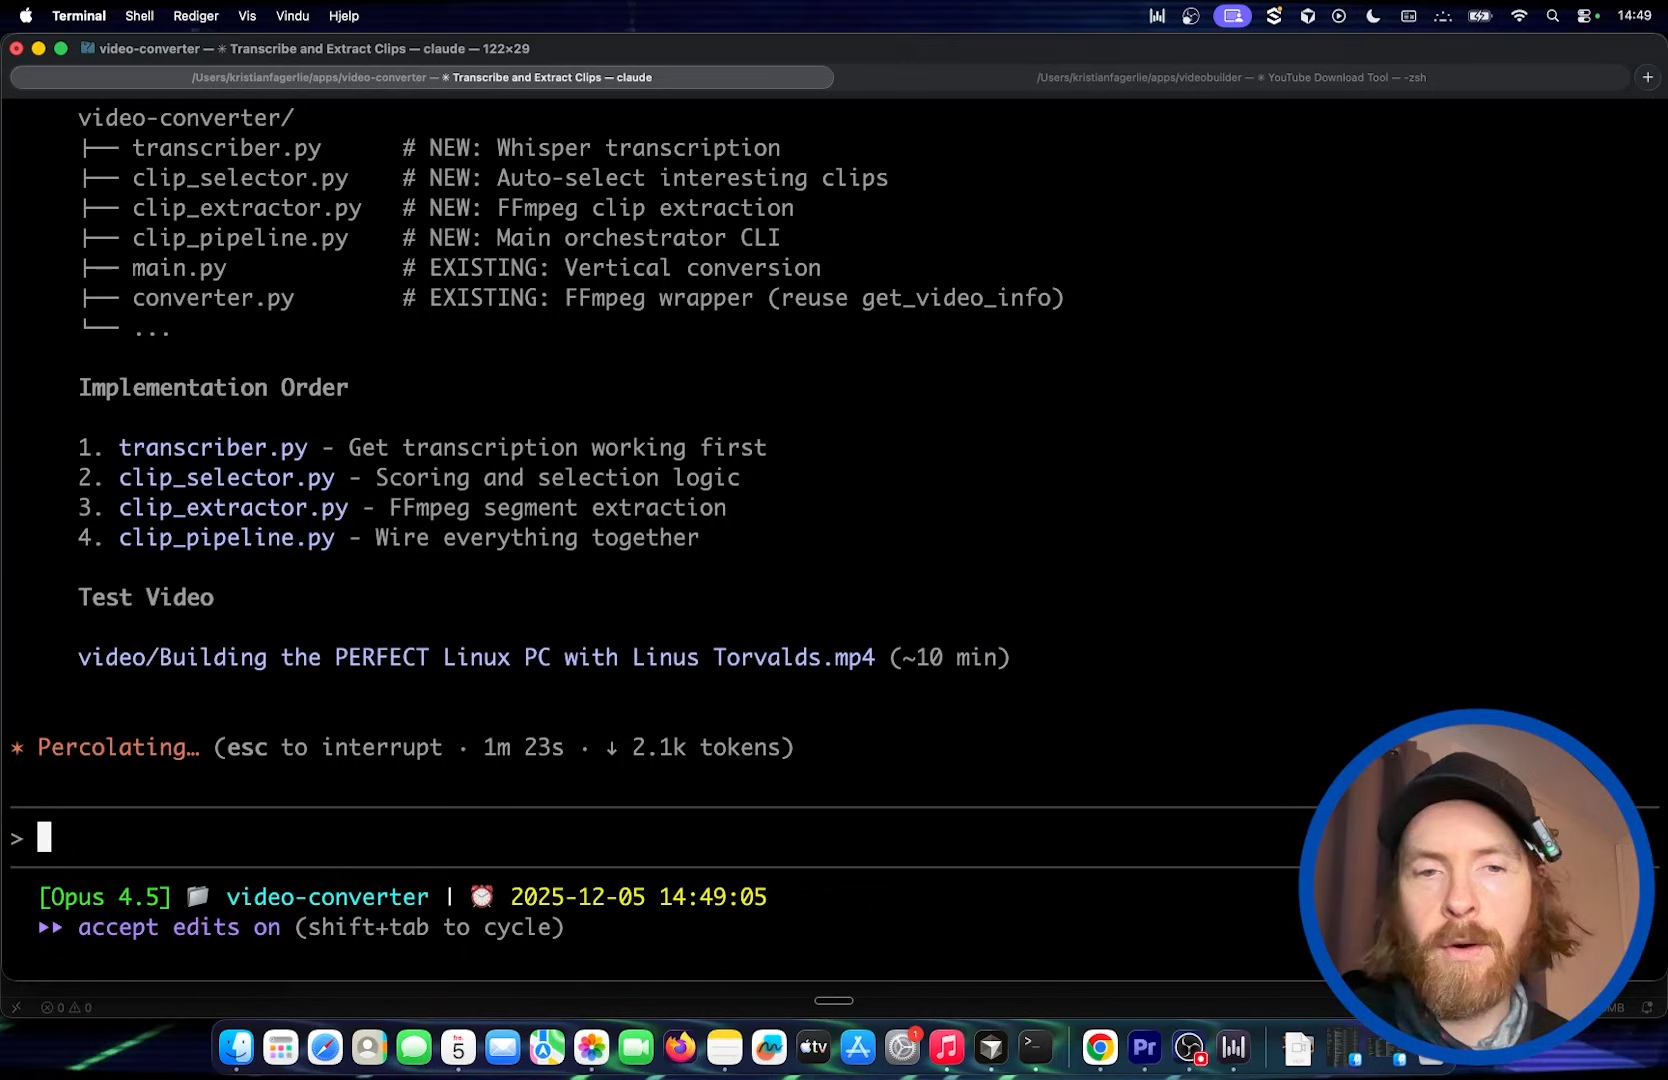 Terminal Shell Rediger Vis Vindu Hjelp 14:49
video-converter — ✳ Transcribe and Extract Clips — claude — 122×29
/Users/kristianfagerlie/apps/video-converter — ✳ Transcribe and Extract Clips — claude /Users/kristianfagerlie/apps/videobuilder — ✳ YouTube Download Tool — -zsh
video-converter/
├── transcriber.py # NEW: Whisper transcription
├── clip_selector.py # NEW: Auto-select interesting clips
├── clip_extractor.py # NEW: FFmpeg clip extraction
├── clip_pipeline.py # NEW: Main orchestrator CLI
├── main.py # EXISTING: Vertical conversion
├── converter.py # EXISTING: FFmpeg wrapper (reuse get_video_info)
└── ...
Implementation Order
1. transcriber.py - Get transcription working first
2. clip_selector.py - Scoring and selection logic
3. clip_extractor.py - FFmpeg segment extraction
4. clip_pipeline.py - Wire everything together
Test Video
video/Building the PERFECT Linux PC with Linus Torvalds.mp4 (~10 min)
✶ Percolating… (esc to interrupt · 1m 23s · ↓ 2.1k tokens)
>
[Opus 4.5] 📁 video-converter | ⏰ 2025-12-05 14:49:05
⏵⏵ accept edits on (shift+tab to cycle)
0 0 MB
5 tv 1 Pr